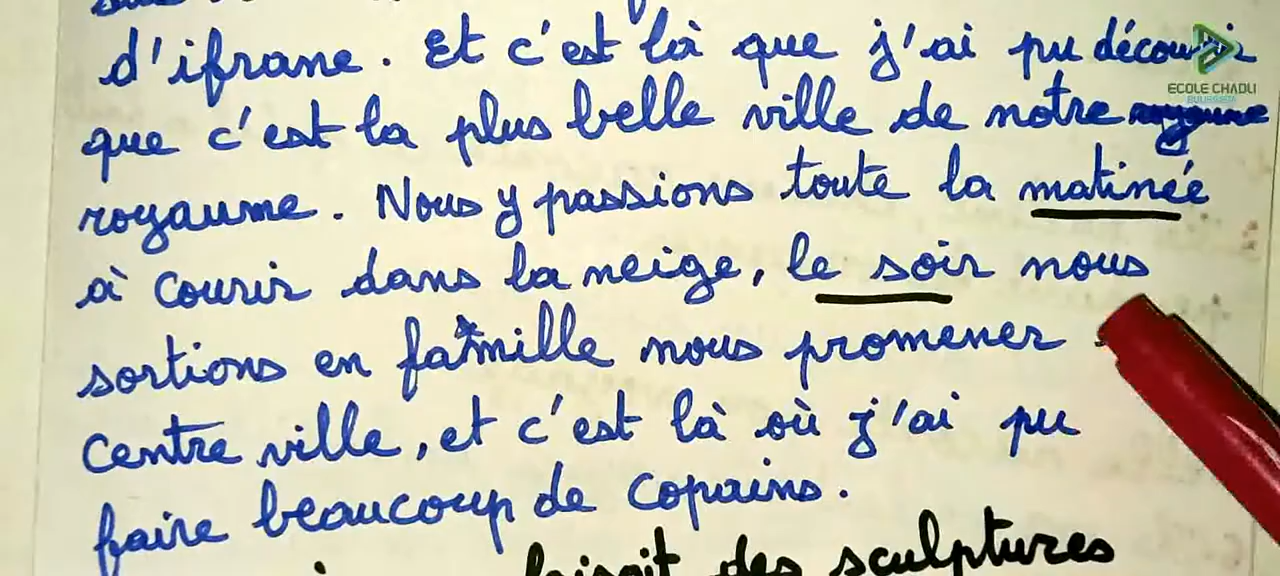 d'ifrane. Et c'est là que j'ai pu découvrir
ECOLE CHADLI
que c'est la plus belle ville de notre
royaume. Nous y passions toute la matinée
à courir dans la neige, le soir nous
sortions en famille nous promener
centre ville, et c'est là où j'ai pu
faire beaucoup de copains.
faisait des sculptures